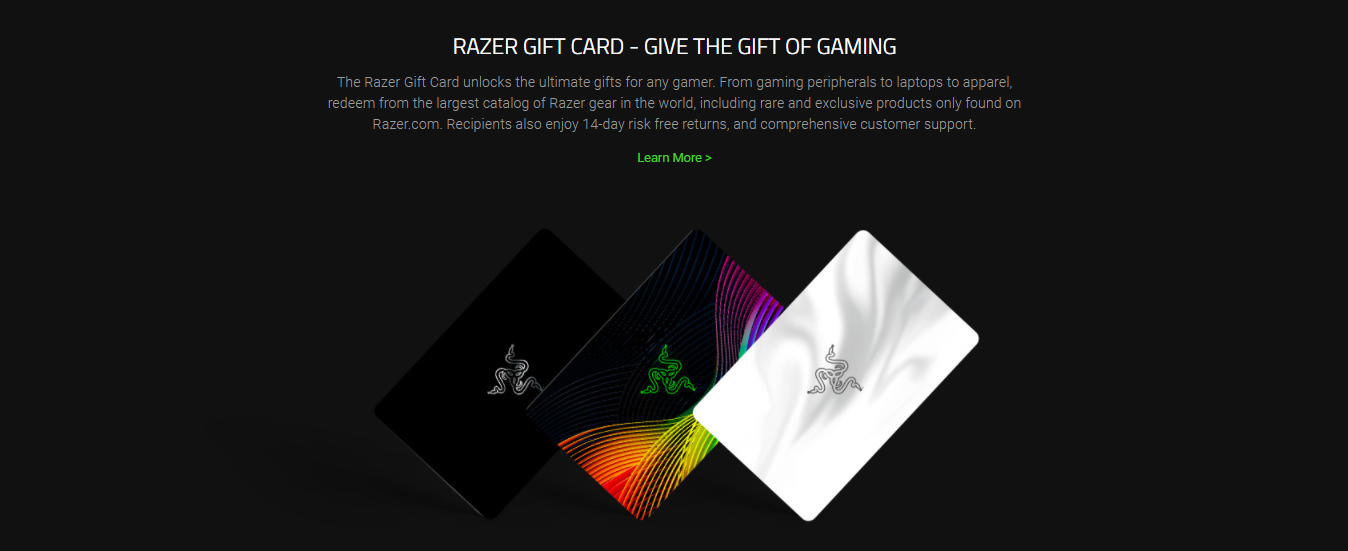 RAZER GIFT CARD - GIVE THE GIFT OF GAMING
The Razer Gift Card unlocks the ultimate gifts for any gamer. From gaming peripherals to laptops to apparel,
redeem from the largest catalog of Razer gear in the world, including rare and exclusive products only found on
Razer.com. Recipients also enjoy 14-day risk free returns, and comprehensive customer support.
Learn More >